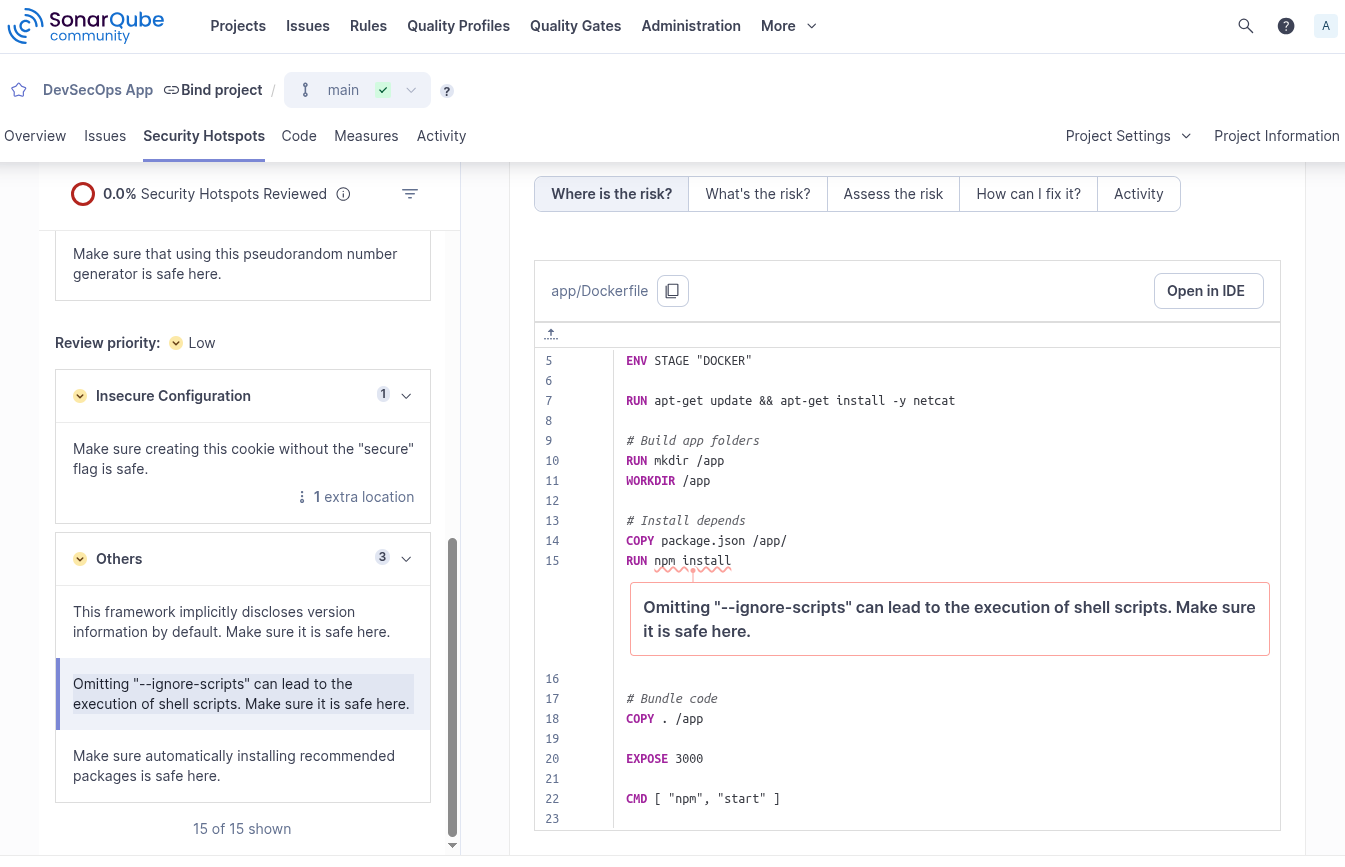 SonarQube
community
Projects Issues Rules Quality Profiles Quality Gates Administration More
? A
DevSecOps App Bind project / main ?
Overview Issues Security Hotspots Code Measures Activity Project Settings Project Information
0.0% Security Hotspots Reviewed
Make sure that using this pseudorandom number
generator is safe here.
Review priority: Low
Insecure Configuration 1
Make sure creating this cookie without the "secure"
flag is safe.
1 extra location
Others 3
This framework implicitly discloses version
information by default. Make sure it is safe here.
Omitting "--ignore-scripts" can lead to the
execution of shell scripts. Make sure it is safe here.
Make sure automatically installing recommended
packages is safe here.
15 of 15 shown
Where is the risk? What's the risk? Assess the risk How can I fix it? Activity
app/Dockerfile Open in IDE
5 ENV STAGE "DOCKER"
6
7 RUN apt-get update && apt-get install -y netcat
8
9 # Build app folders
10 RUN mkdir /app
11 WORKDIR /app
12
13 # Install depends
14 COPY package.json /app/
15 RUN npm install
Omitting "--ignore-scripts" can lead to the execution of shell scripts. Make sure
it is safe here.
16
17 # Bundle code
18 COPY . /app
19
20 EXPOSE 3000
21
22 CMD [ "npm", "start" ]
23